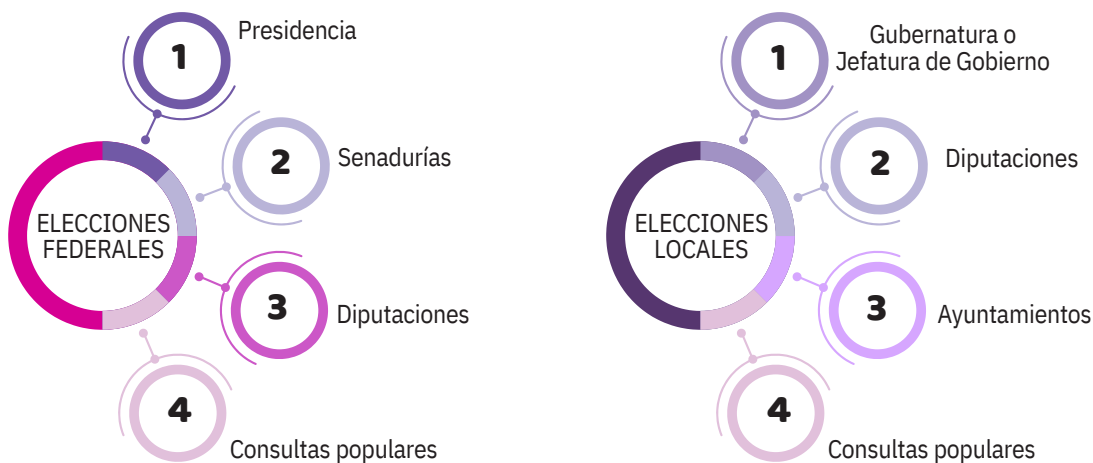 ELECCIONES
FEDERALES
1
Presidencia
2
Senadurías
3
Diputaciones
4
Consultas populares
ELECCIONES
LOCALES
1
Gubernatura o
Jefatura de Gobierno
2
Diputaciones
3
Ayuntamientos
4
Consultas populares